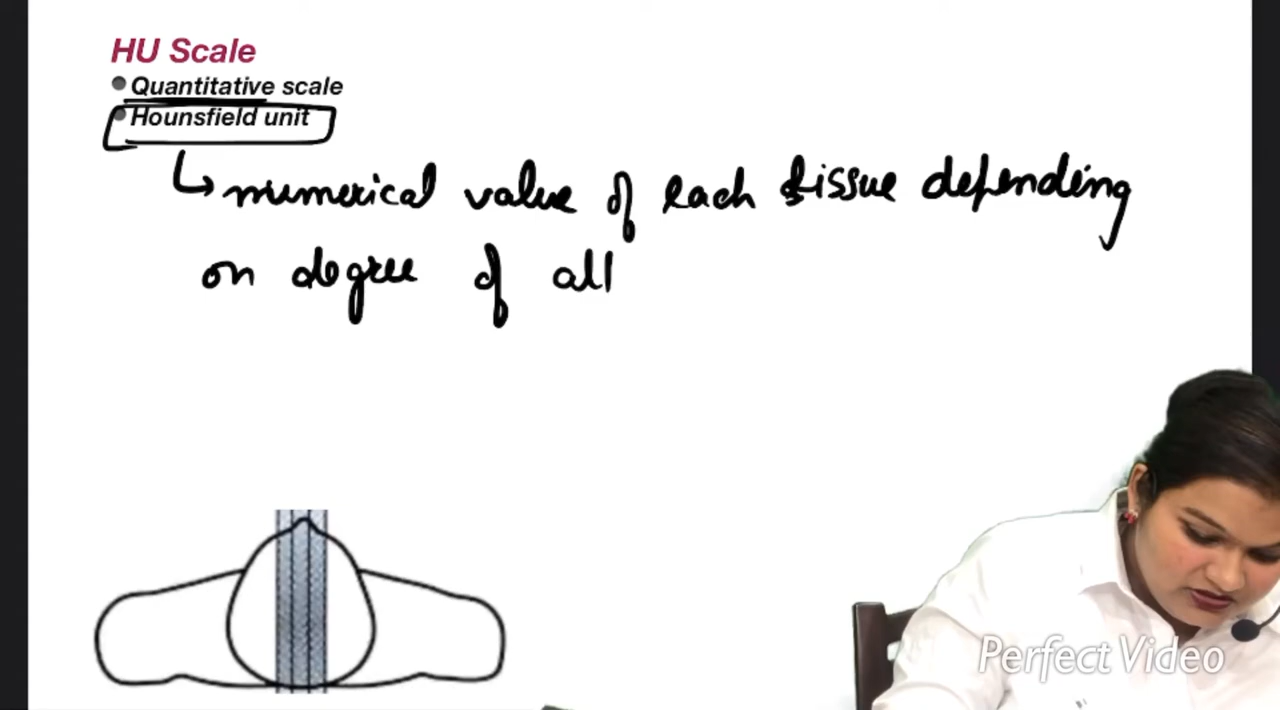 HU Scale
Quantitative scale
Hounsfield unit
numerical value of each tissue depending
on degree of all
Perfect Video